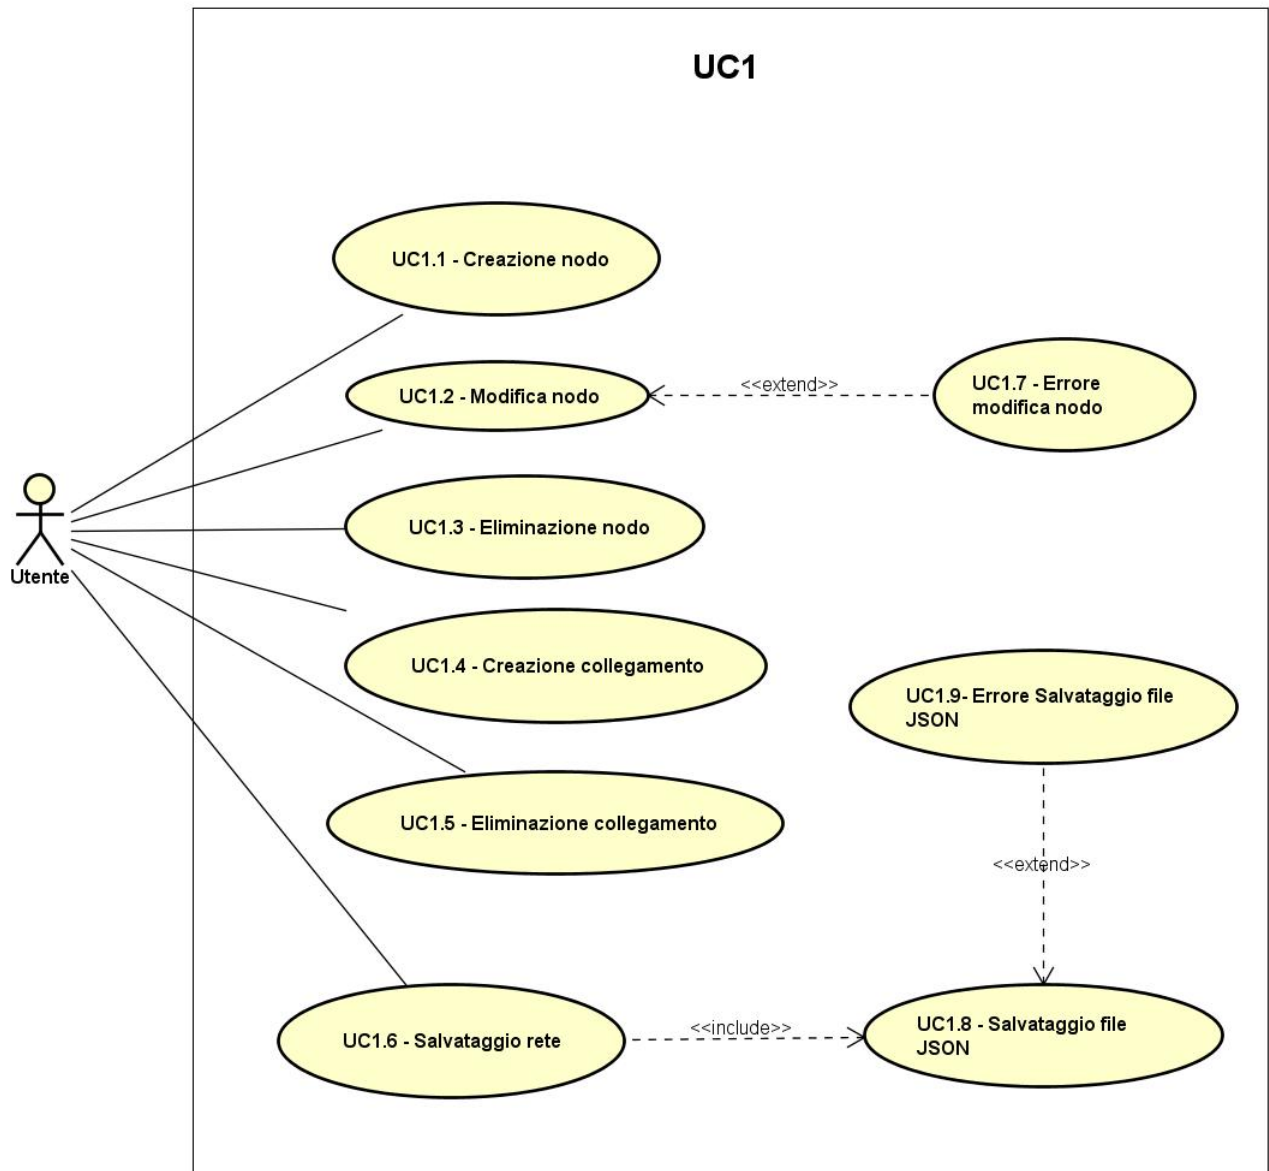 UC1
UC1.1 - Creazione nodo
UC1.2 - Modifica nodo
<<extend>>
UC1.7 - Errore
modifica nodo
UC1.3 - Eliminazione nodo
Utente
UC1.4 - Creazione collegamento
UC1.9- Errore Salvataggio file
JSON
UC1.5 - Eliminazione collegamento
<<extend>>
UC1.6 - Salvataggio rete
<<include>>
UC1.8 - Salvataggio file
JSON